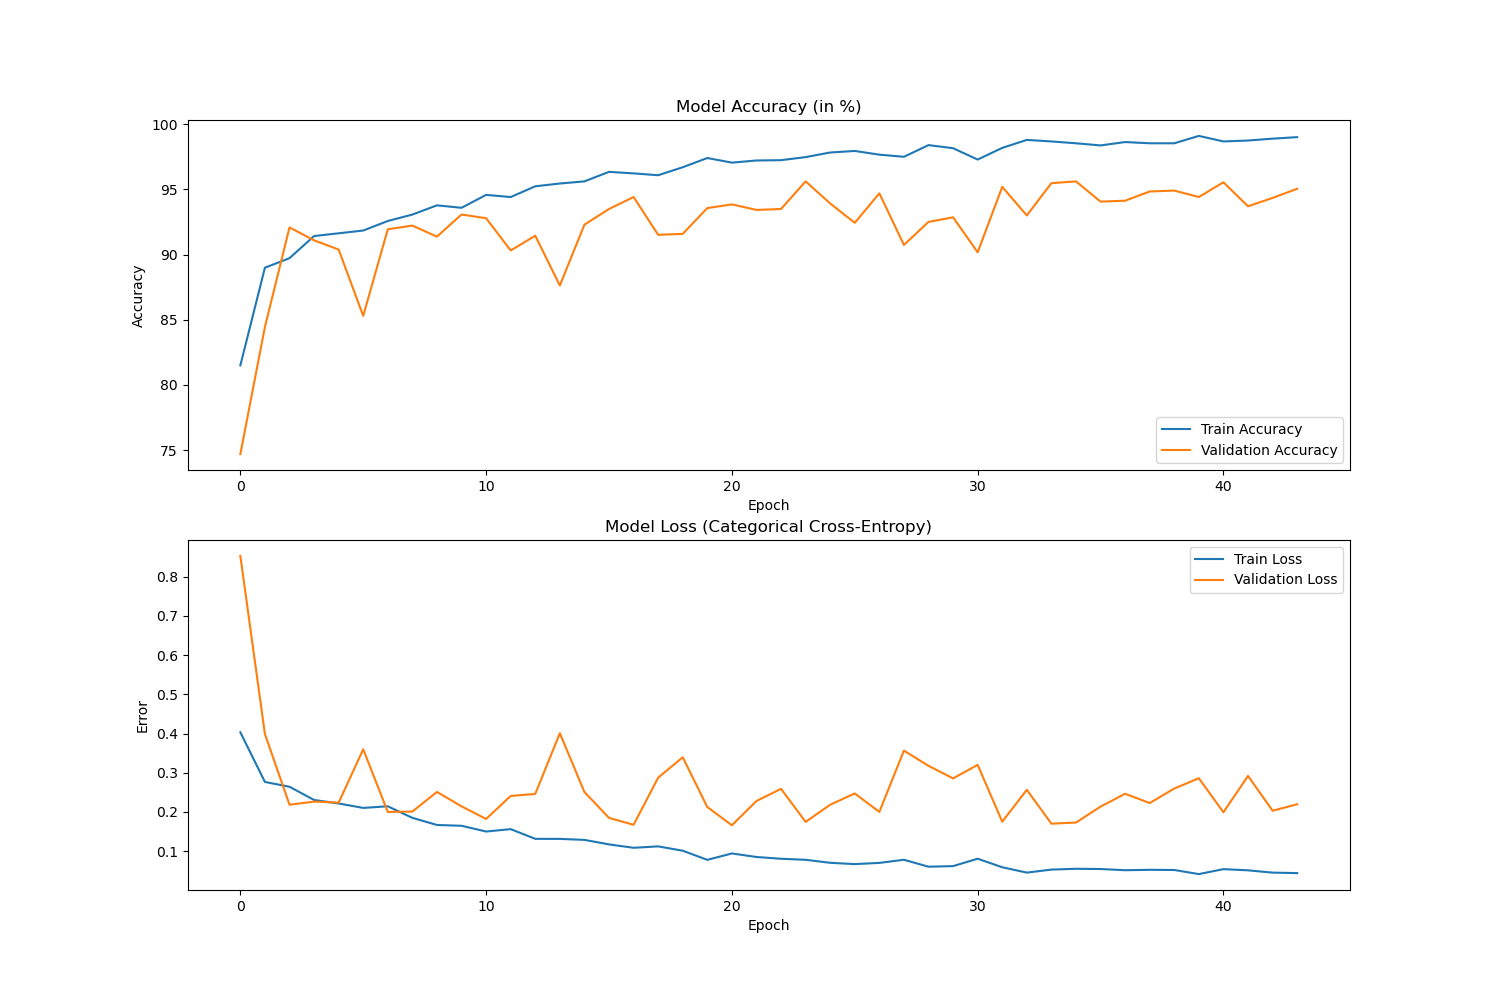 Model Accuracy (in %)
100
95
90
85
80
75
Accuracy
Train Accuracy
Validation Accuracy
0 10 20 30 40
Epoch
Model Loss (Categorical Cross-Entropy)
0.8
0.7
0.6
0.5
0.4
0.3
0.2
0.1
Error
Train Loss
Validation Loss
0 10 20 30 40
Epoch